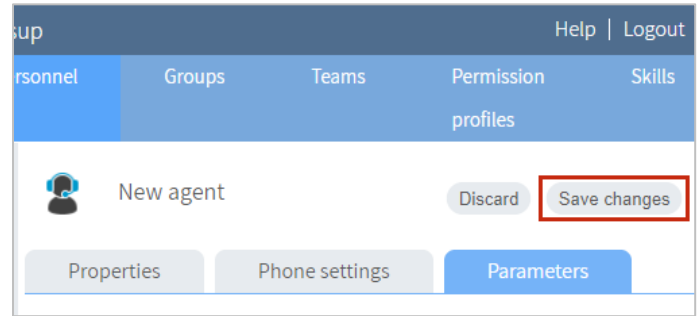 sup
Help | Logout
rsonnel
Groups
Teams
Permission
profiles
Skills
New agent
Discard
Save changes
Properties
Phone settings
Parameters